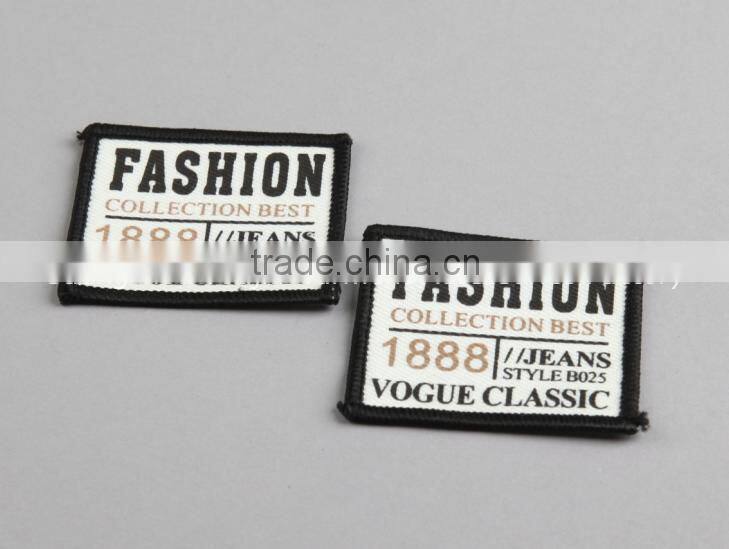 FASHION
COLLECTION BEST
1888 //JEANS
trade.china.cn
FASHION
COLLECTION BEST
1888 //JEANS
STYLE B025
VOGUE CLASSIC